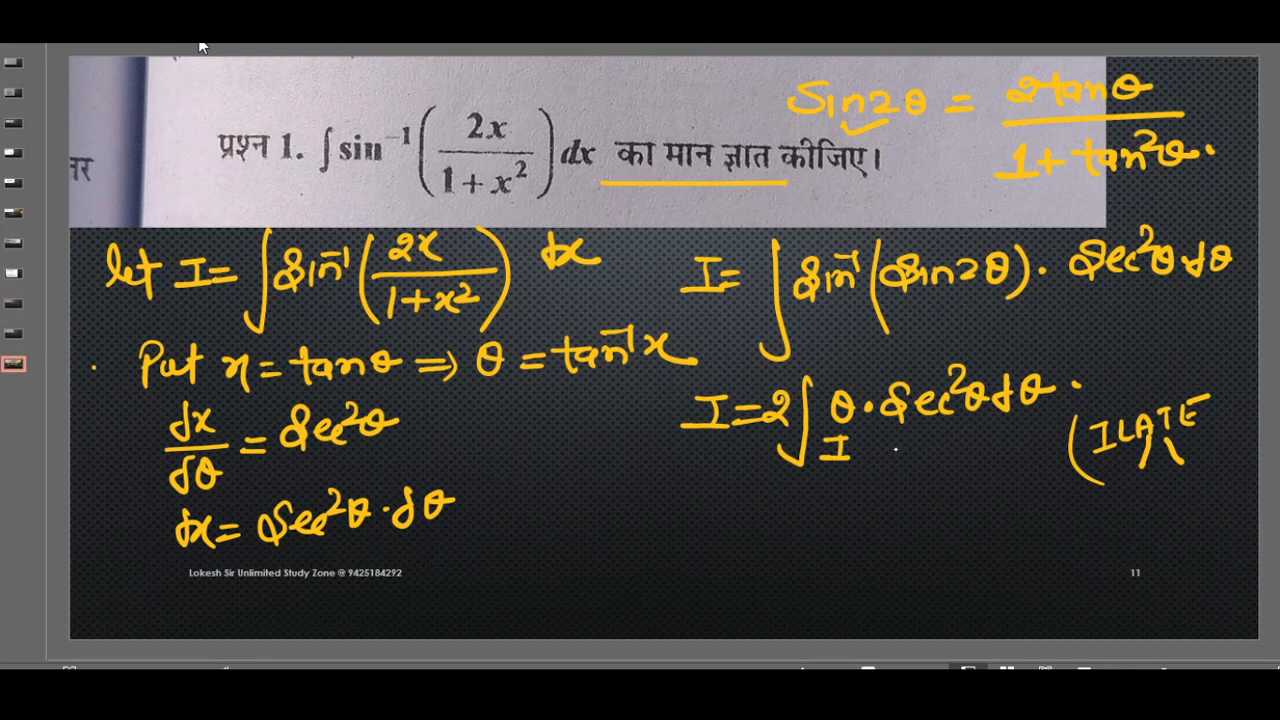 प्रश्न 1. ∫ sin⁻¹ (2x / 1 + x²) dx का मान ज्ञात कीजिए।
Sin2θ = 2tanθ / 1 + tan²θ.
let I = ∫ Sin⁻¹ (2x / 1 + x²) dx
Put x = tanθ ⇒ θ = tan⁻¹x
dx / dθ = Sec²θ
dx = Sec²θ · dθ
I = ∫ Sin⁻¹ (Sin2θ) · Sec²θ dθ
I = 2 ∫ θ · Sec²θ dθ ·
I
(ILATE
Lokesh Sir Unlimited Study Zone @ 9425184292
11